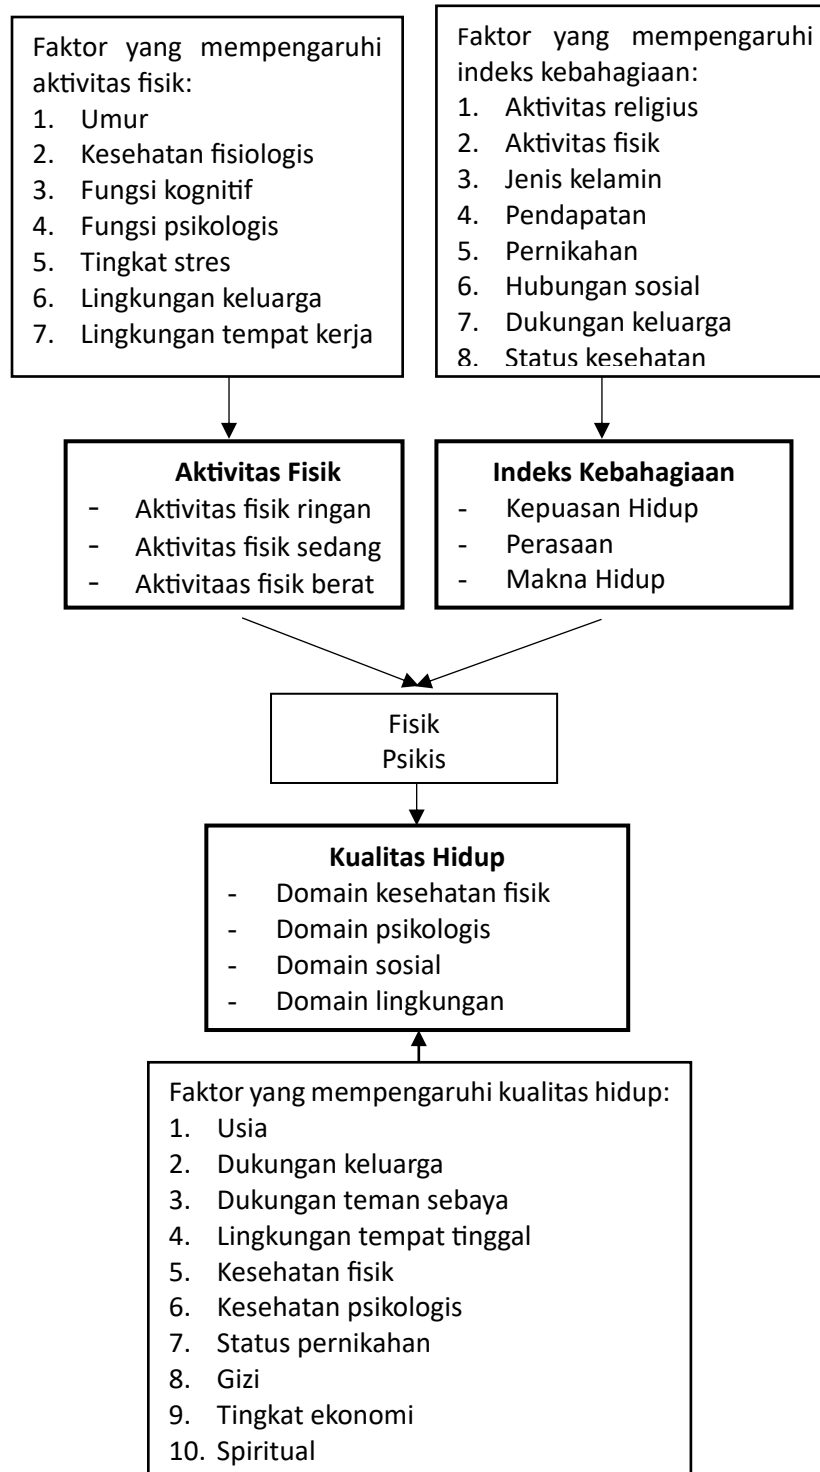 Faktor yang mempengaruhi
aktivitas fisik:
1. Umur
2. Kesehatan fisiologis
3. Fungsi kognitif
4. Fungsi psikologis
5. Tingkat stres
6. Lingkungan keluarga
7. Lingkungan tempat kerja
Faktor yang mempengaruhi
indeks kebahagiaan:
1. Aktivitas religius
2. Aktivitas fisik
3. Jenis kelamin
4. Pendapatan
5. Pernikahan
6. Hubungan sosial
7. Dukungan keluarga
8. Status kesehatan
Aktivitas Fisik
- Aktivitas fisik ringan
- Aktivitas fisik sedang
- Aktivitaas fisik berat
Indeks Kebahagiaan
- Kepuasan Hidup
- Perasaan
- Makna Hidup
Fisik
Psikis
Kualitas Hidup
- Domain kesehatan fisik
- Domain psikologis
- Domain sosial
- Domain lingkungan
Faktor yang mempengaruhi kualitas hidup:
1. Usia
2. Dukungan keluarga
3. Dukungan teman sebaya
4. Lingkungan tempat tinggal
5. Kesehatan fisik
6. Kesehatan psikologis
7. Status pernikahan
8. Gizi
9. Tingkat ekonomi
10. Spiritual